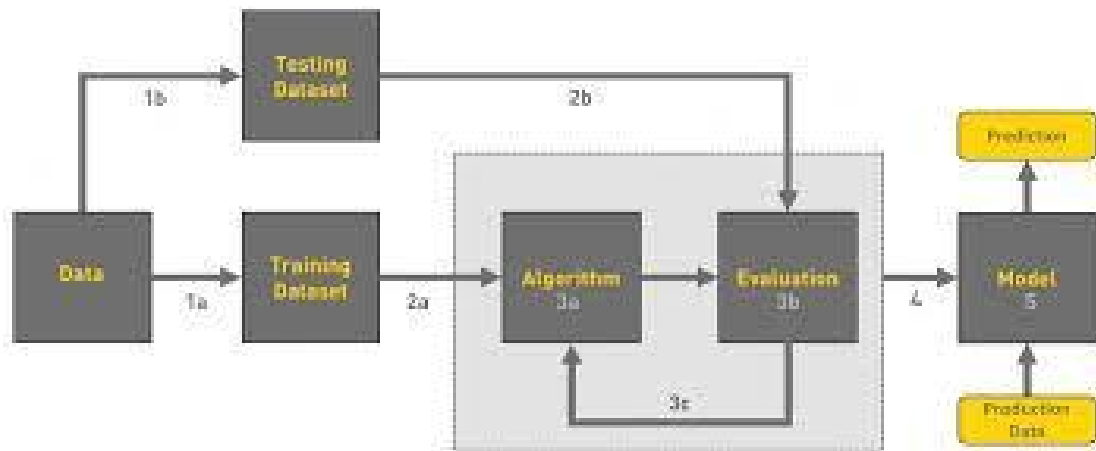 Testing
Dataset
1b
2b
Prediction
Data
Training
Dataset
Algorithm
3a
Evaluation
3b
Model
5
1a
2a
4
3c
Production
Data